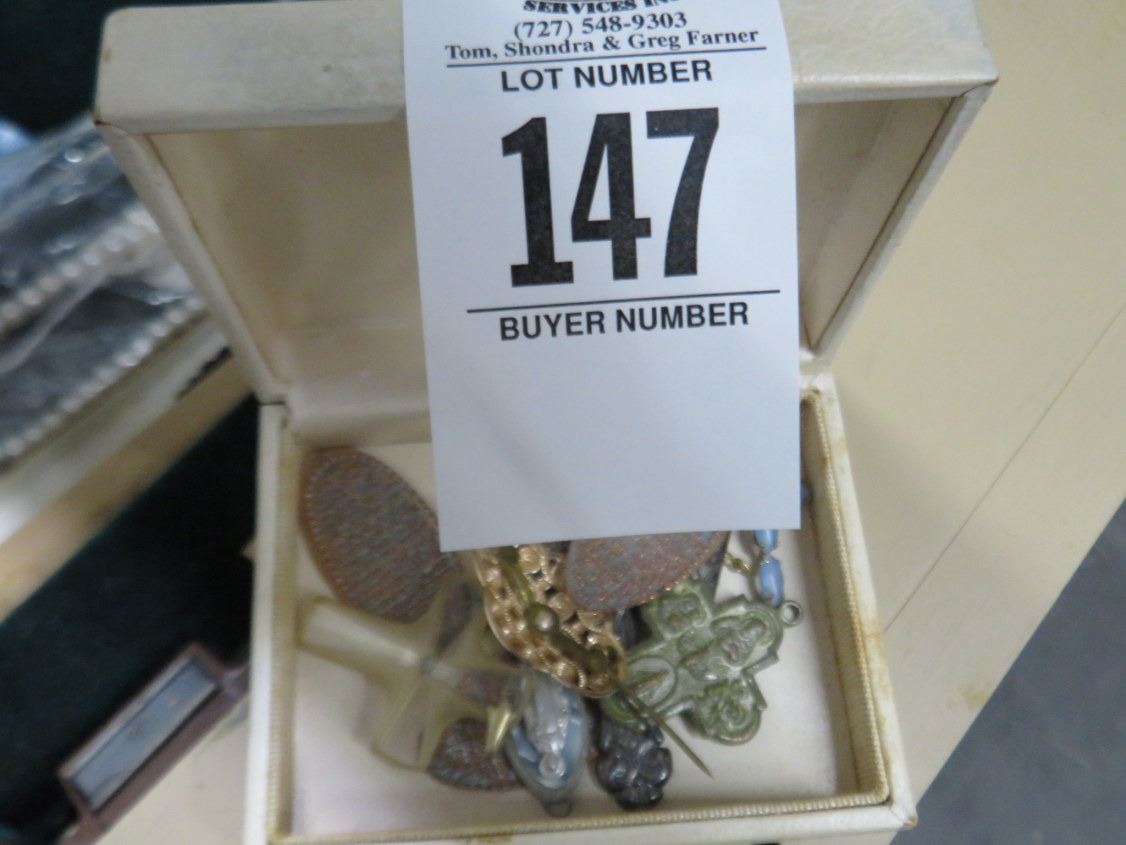 SERVICES INC
(727) 548-9303
Tom, Shondra & Greg Farner
LOT NUMBER
147
BUYER NUMBER